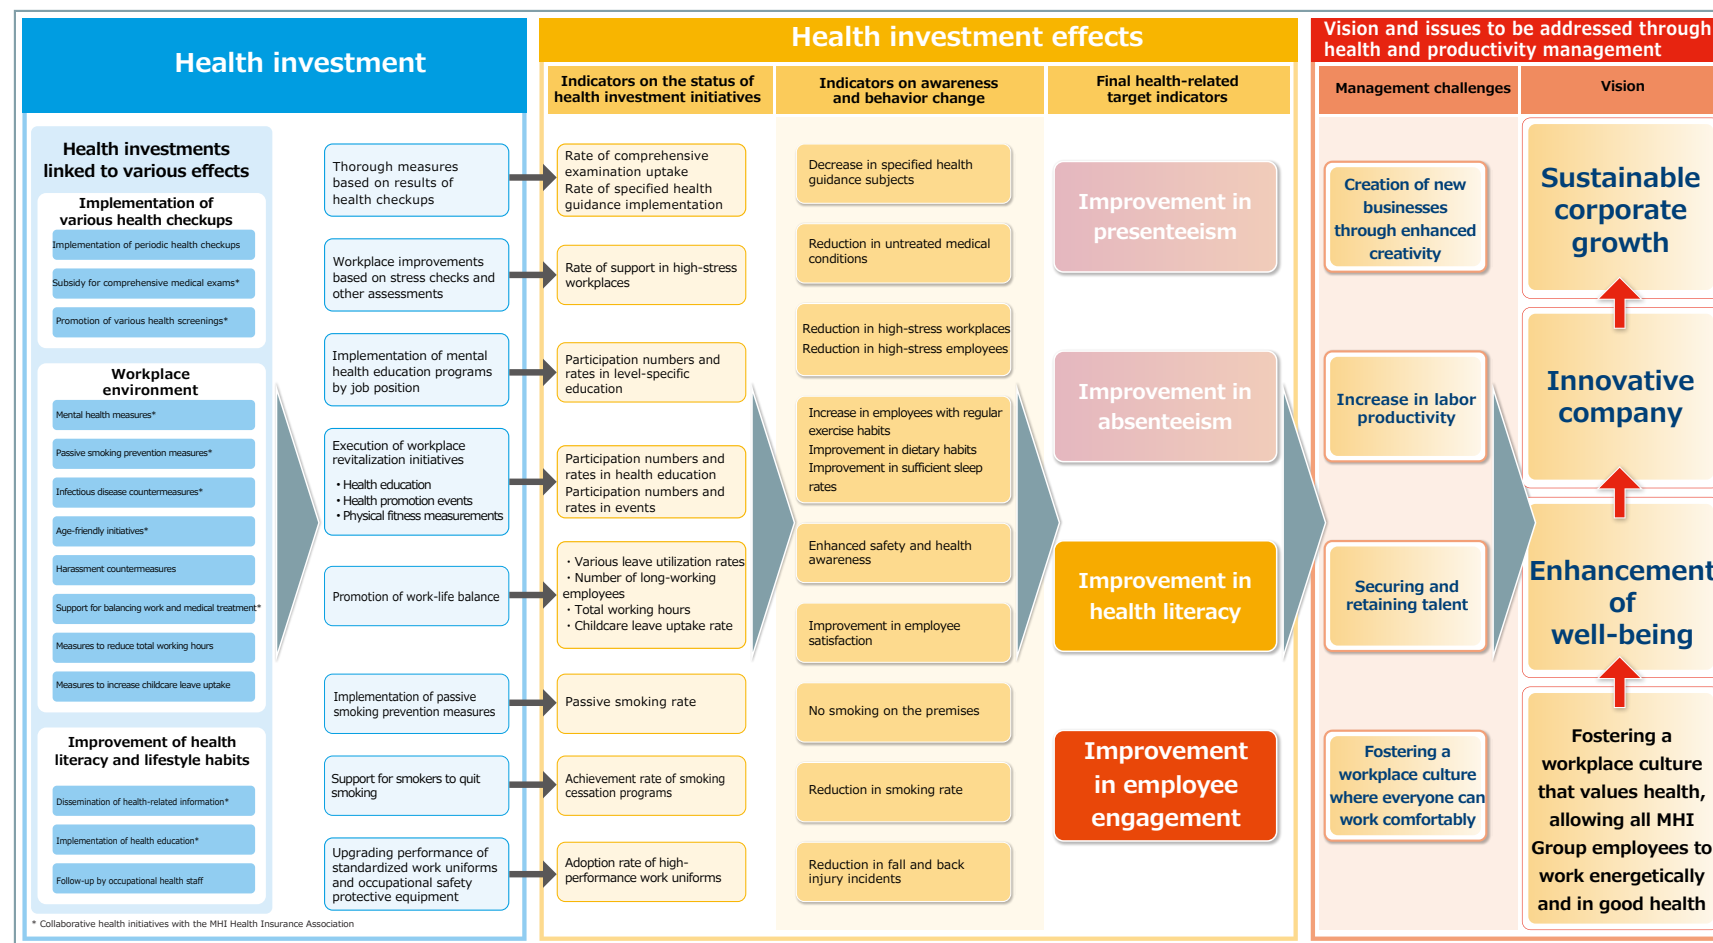 Health investment
Health investments
linked to various effects
Implementation of
various health checkups
Implementation of periodic health checkups
Subsidy for comprehensive medical exams*
Promotion of various health screenings*
Workplace
environment
Mental health measures*
Passive smoking prevention measures*
Infectious disease countermeasures*
Age-friendly initiatives*
Harassment countermeasures
Support for balancing work and medical treatment*
Measures to reduce total working hours
Measures to increase childcare leave uptake
Improvement of health
literacy and lifestyle habits
Dissemination of health-related information*
Implementation of health education*
Follow-up by occupational health staff
* Collaborative health initiatives with the MHI Health Insurance Association
Thorough measures
based on results of
health checkups
Workplace improvements
based on stress checks and
other assessments
Implementation of mental
health education programs
by job position
Execution of workplace
revitalization initiatives
・Health education
・Health promotion events
・Physical fitness measurements
Promotion of work-life balance
Implementation of passive
smoking prevention measures
Support for smokers to quit
smoking
Upgrading performance of
standardized work uniforms
and occupational safety
protective equipment
Health investment effects
Indicators on the status of
health investment initiatives
Rate of comprehensive
examination uptake
Rate of specified health
guidance implementation
Rate of support in high-stress
workplaces
Participation numbers and
rates in level-specific
education
Participation numbers and
rates in health education
Participation numbers and
rates in events
・Various leave utilization rates
・Number of long-working
employees
・Total working hours
・Childcare leave uptake rate
Passive smoking rate
Achievement rate of smoking
cessation programs
Adoption rate of high-
performance work uniforms
Indicators on awareness
and behavior change
Decrease in specified health
guidance subjects
Reduction in untreated medical
conditions
Reduction in high-stress workplaces
Reduction in high-stress employees
Increase in employees with regular
exercise habits
Improvement in dietary habits
Improvement in sufficient sleep
rates
Enhanced safety and health
awareness
Improvement in employee
satisfaction
No smoking on the premises
Reduction in smoking rate
Reduction in fall and back
injury incidents
Final health-related
target indicators
Improvement in
presenteeism
Improvement in
absenteeism
Improvement in
health literacy
Improvement
in employee
engagement
Vision and issues to be addressed through
health and productivity management
Management challenges
Creation of new
businesses
through enhanced
creativity
Increase in labor
productivity
Securing and
retaining talent
Fostering a
workplace culture
where everyone can
work comfortably
Vision
Sustainable
corporate
growth
Innovative
company
Enhancement
of
well-being
Fostering a
workplace culture
that values health,
allowing all MHI
Group employees to
work energetically
and in good health